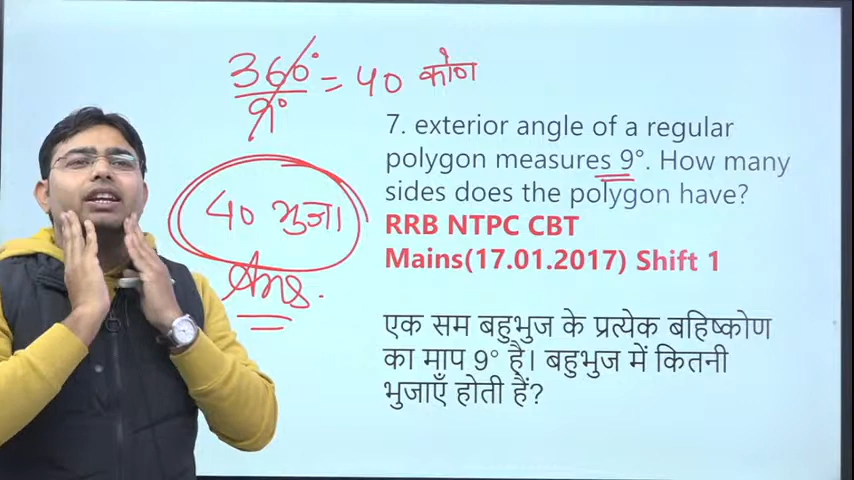 360°/9° = 40 कोण
7. exterior angle of a regular
polygon measures 9°. How many
sides does the polygon have?
40 भुजा
RRB NTPC CBT
Mains(17.01.2017) Shift 1
Ans.
एक सम बहुभुज के प्रत्येक बहिष्कोण
का माप 9° है। बहुभुज में कितनी
भुजाएँ होती हैं?